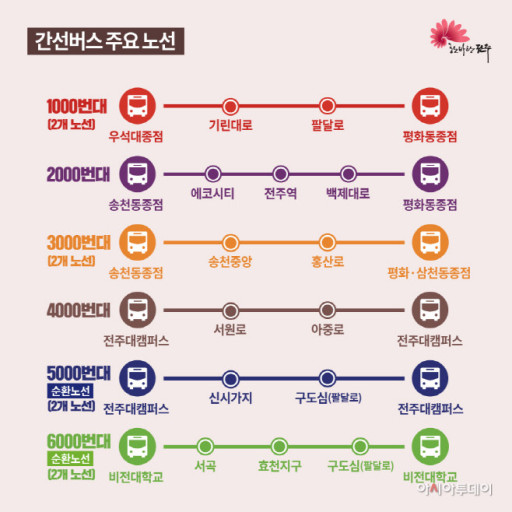 간선버스 주요 노선
한바탕 전주
1000번대
(2개 노선)
우석대종점
기린대로
팔달로
평화동종점
2000번대
송천동종점
에코시티
전주역
백제대로
평화동종점
3000번대
(2개 노선)
송천동종점
송천중앙
홍산로
평화·삼천동종점
4000번대
전주대캠퍼스
서원로
아중로
전주대캠퍼스
5000번대
순환노선
(2개 노선)
전주대캠퍼스
신시가지
구도심(팔달로)
전주대캠퍼스
6000번대
순환노선
(2개 노선)
비전대학교
서곡
효천지구
구도심(팔달로)
비전대학교
아시아투데이